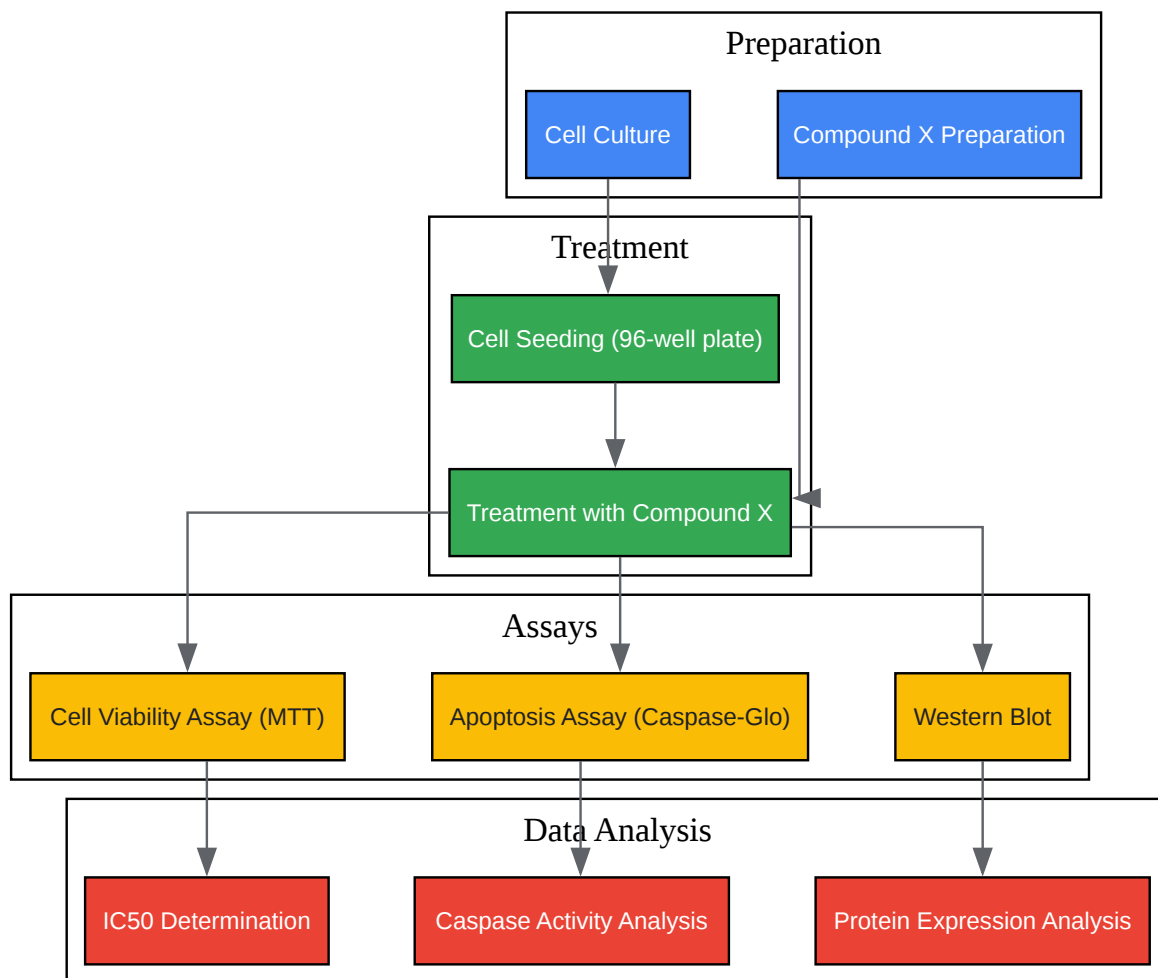 Preparation
Cell Culture
Compound X Preparation
Treatment
Cell Seeding (96-well plate)
Treatment with Compound X
Assays
Cell Viability Assay (MTT)
Apoptosis Assay (Caspase-Glo)
Western Blot
Data Analysis
IC50 Determination
Caspase Activity Analysis
Protein Expression Analysis